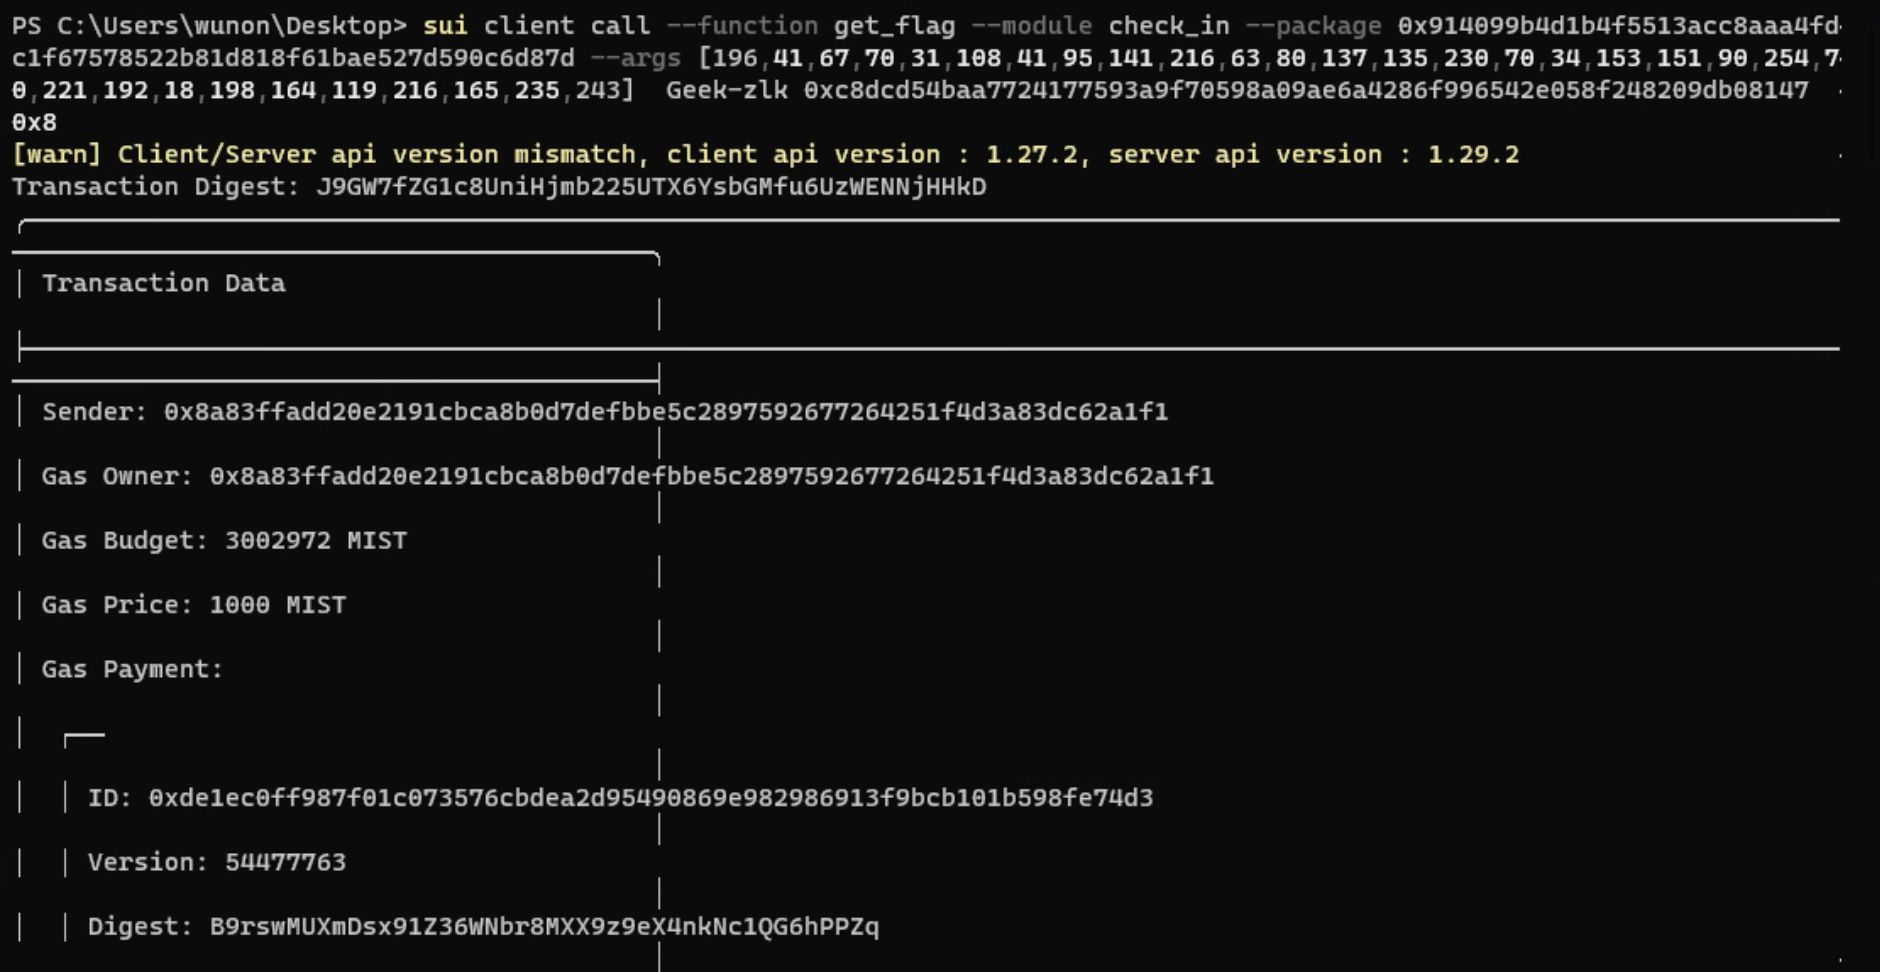 PS C:\Users\wunon\Desktop> sui client call --function get_flag --module check_in --package 0x914099b4d1b4f5513acc8aaa4fd
c1f67578522b81d818f61bae527d590c6d87d --args [196,41,67,70,31,108,41,95,141,216,63,80,137,135,230,70,34,153,151,90,254,7
0,221,192,18,198,164,119,216,165,235,243]  Geek-zlk 0xc8dcd54baa7724177593a9f70598a09ae6a4286f996542e058f248209db08147
0x8
[warn] Client/Server api version mismatch, client api version : 1.27.2, server api version : 1.29.2
Transaction Digest: J9GW7fZG1c8UniHjmb225UTX6YsbGMfu6UzWENNjHHkD
Transaction Data
Sender: 0x8a83ffadd20e2191cbca8b0d7defbbe5c2897592677264251f4d3a83dc62a1f1
Gas Owner: 0x8a83ffadd20e2191cbca8b0d7defbbe5c2897592677264251f4d3a83dc62a1f1
Gas Budget: 3002972 MIST
Gas Price: 1000 MIST
Gas Payment:
ID: 0xde1ec0ff987f01c073576cbdea2d95490869e982986913f9bcb101b598fe74d3
Version: 54477763
Digest: B9rswMUXmDsx91Z36WNbr8MXX9z9eX4nkNc1QG6hPPZq